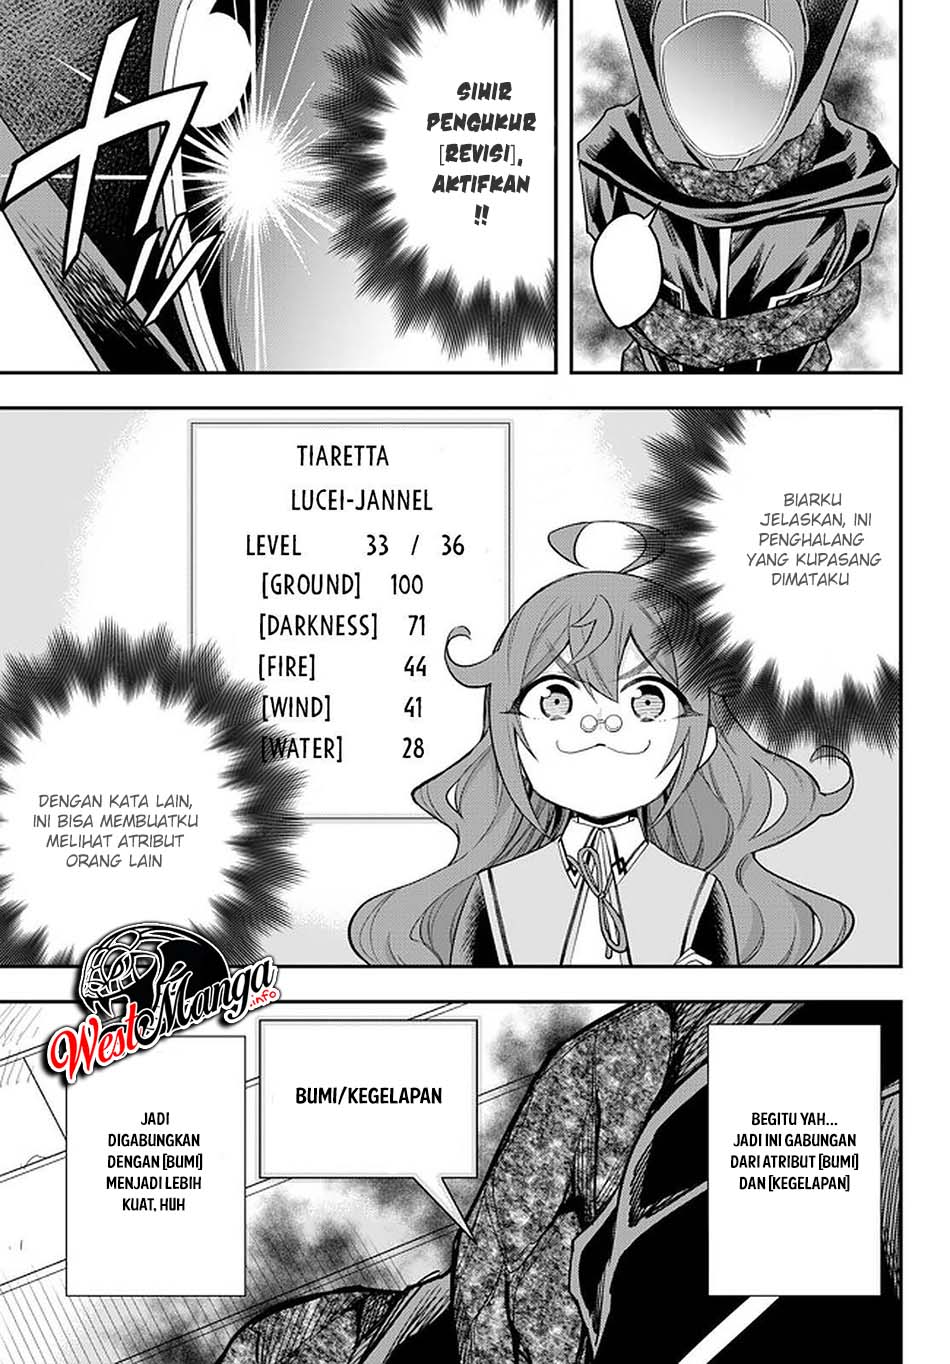 SIHIR
PENGUKUR
[REVISI],
AKTIFKAN
!!
カッ
BIARKU
JELASKAN, INI
PENGHALANG
YANG KUPASANG
DIMATAKU
TIARETTA
LUCEI-JANNEL
LEVEL 33 / 36
[GROUND] 100
[DARKNESS] 71
[FIRE] 44
[WIND] 41
[WATER] 28
DENGAN KATA LAIN,
INI BISA MEMBUATKU
MELIHAT ATRIBUT
ORANG LAIN
WestManga
.info
BEGITU YAH...
JADI INI GABUNGAN
DARI ATRIBUT [BUMI]
DAN [KEGELAPAN]
BUMI/KEGELAPAN
JADI
DIGABUNGKAN
DENGAN [BUMI]
MENJADI LEBIH
KUAT, HUH